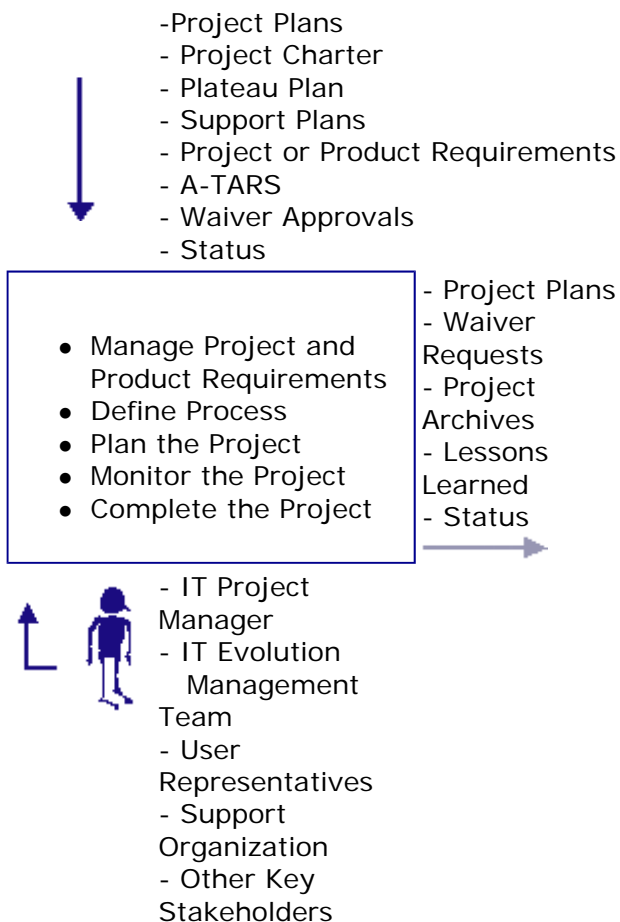 -Project Plans
- Project Charter
- Plateau Plan
- Support Plans
- Project or Product Requirements
- A-TARS
- Waiver Approvals
- Status
● Manage Project and
Product Requirements
● Define Process
● Plan the Project
● Monitor the Project
● Complete the Project
- Project Plans
- Waiver
Requests
- Project
Archives
- Lessons
Learned
- Status
- IT Project
Manager
- IT Evolution
Management
Team
- User
Representatives
- Support
Organization
- Other Key
Stakeholders